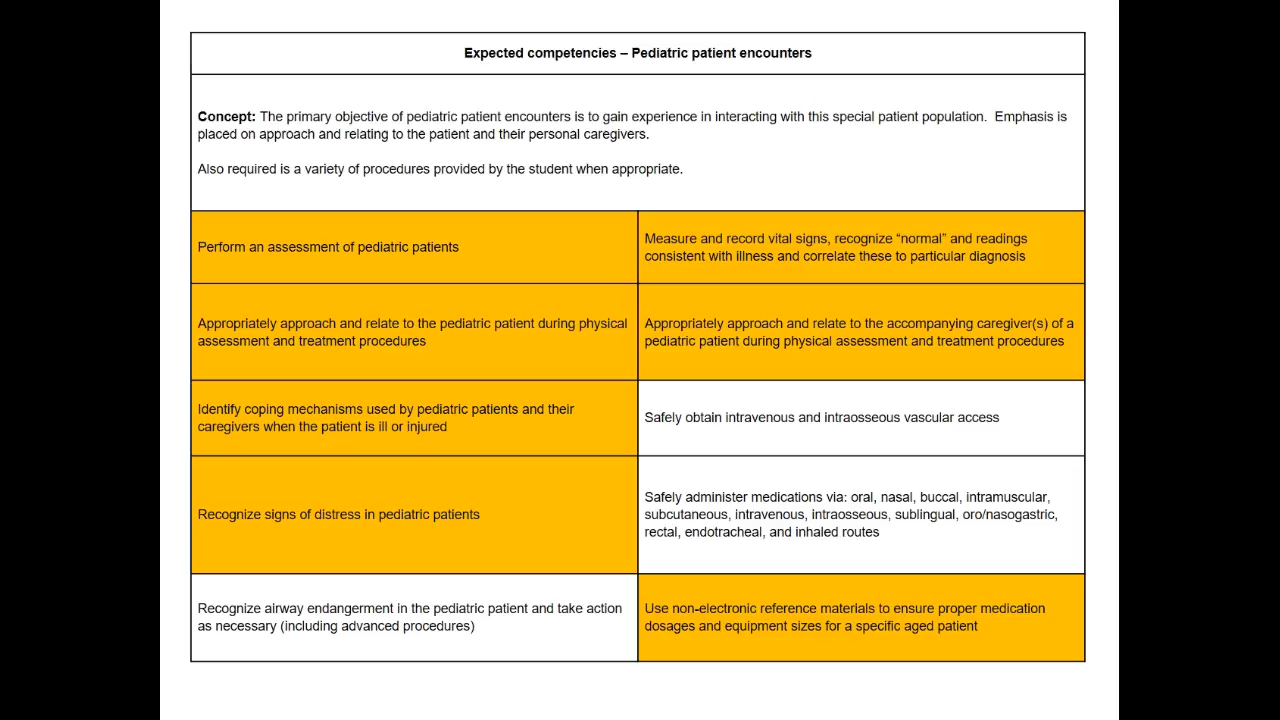 Expected competencies – Pediatric patient encounters
Concept: The primary objective of pediatric patient encounters is to gain experience in interacting with this special patient population.  Emphasis is
placed on approach and relating to the patient and their personal caregivers.
Also required is a variety of procedures provided by the student when appropriate.
Perform an assessment of pediatric patients
Measure and record vital signs, recognize “normal” and readings
consistent with illness and correlate these to particular diagnosis
Appropriately approach and relate to the pediatric patient during physical
assessment and treatment procedures
Appropriately approach and relate to the accompanying caregiver(s) of a
pediatric patient during physical assessment and treatment procedures
Identify coping mechanisms used by pediatric patients and their
caregivers when the patient is ill or injured
Safely obtain intravenous and intraosseous vascular access
Recognize signs of distress in pediatric patients
Safely administer medications via: oral, nasal, buccal, intramuscular,
subcutaneous, intravenous, intraosseous, sublingual, oro/nasogastric,
rectal, endotracheal, and inhaled routes
Recognize airway endangerment in the pediatric patient and take action
as necessary (including advanced procedures)
Use non-electronic reference materials to ensure proper medication
dosages and equipment sizes for a specific aged patient